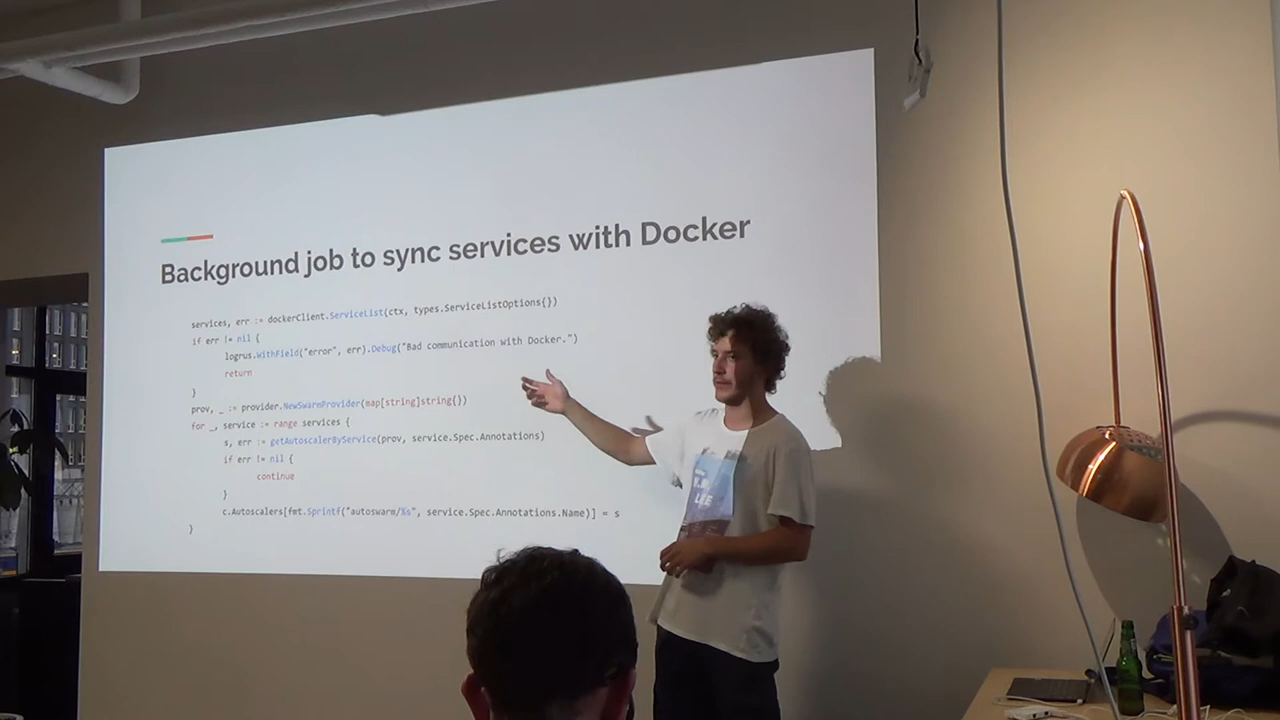 Background job to sync services with Docker
services, err := dockerClient.ServiceList(ctx, types.ServiceListOptions{})
if err != nil {
logrus.WithField("error", err).Debug("Bad communication with Docker.")
return
}
prov, _ := provider.NewSwarmProvider(map[string]string{})
for _, service := range services {
s, err := getAutoscalerByService(prov, service.Spec.Annotations)
if err != nil {
continue
}
c.Autoscalers[fmt.Sprintf("autoswarm/%s", service.Spec.Annotations.Name)] = s
}